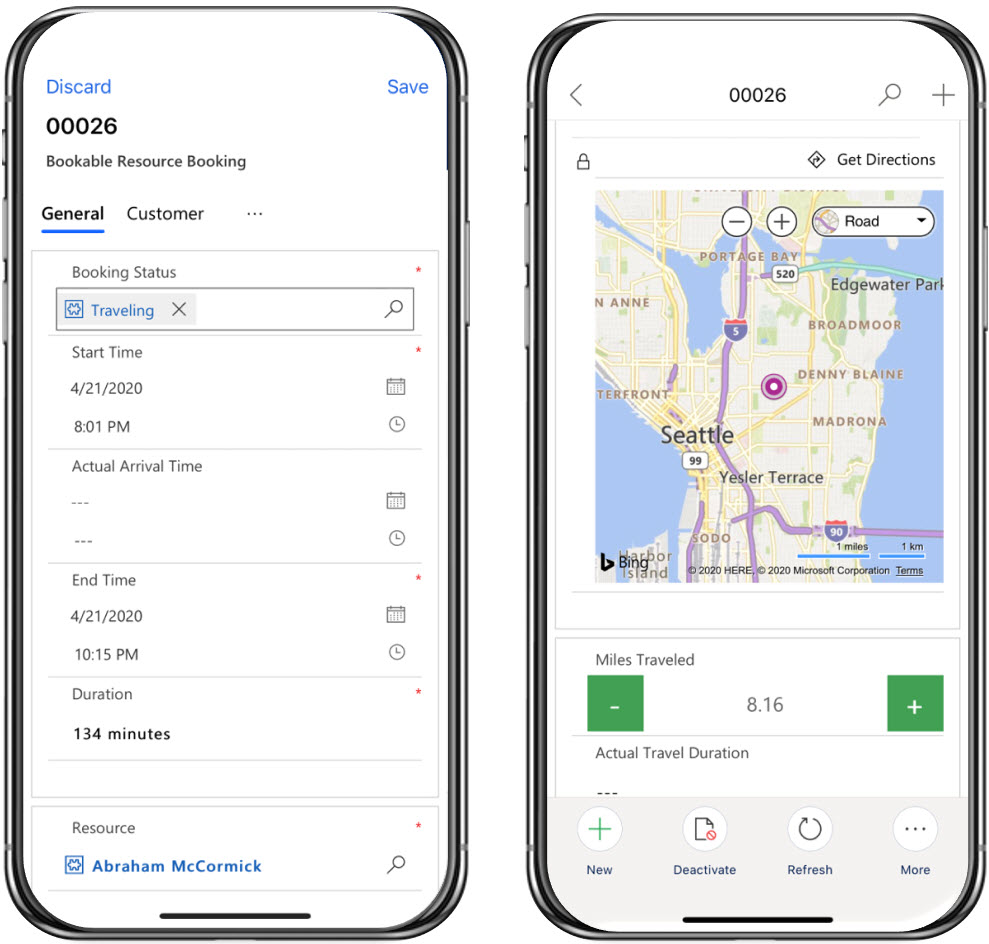 Discard
Save
00026
Bookable Resource Booking
General
Customer
...
Booking Status *
Traveling
Start Time *
4/21/2020
8:01 PM
Actual Arrival Time
---
---
End Time *
4/21/2020
10:15 PM
Duration *
134 minutes
Resource *
Abraham McCormick
00026
Get Directions
Road
PORTAGE BAY
520
Edgewater Park
N ANNE
BROADMOOR
5
DENNY BLAINE
TERFRONT
MADRONA
Seattle
99
Yesler Terrace
90
SODO
1 miles
1 km
Harbor
Island
Bing
© 2020 HERE, © 2020 Microsoft Corporation Terms
Miles Traveled
-
8.16
+
Actual Travel Duration
---
New
Deactivate
Refresh
More